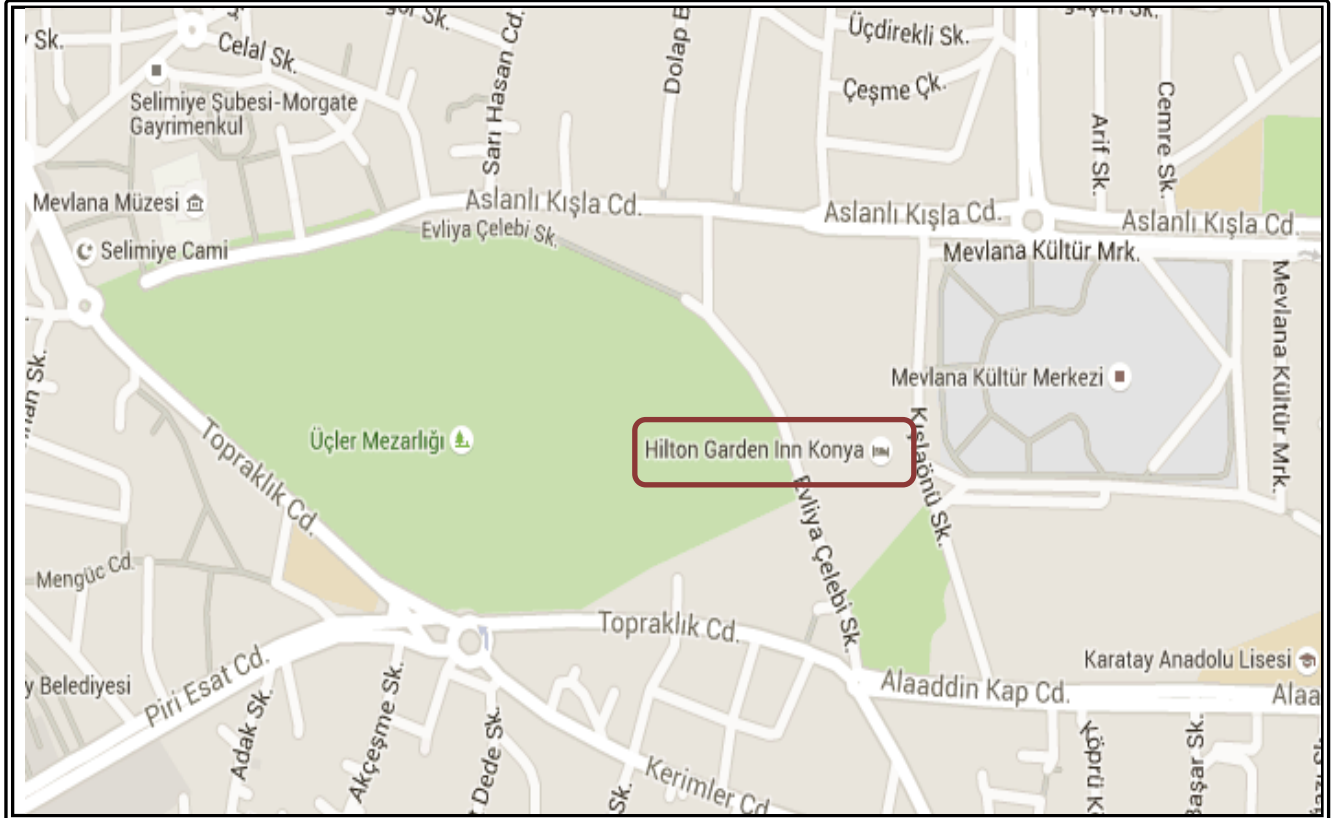 Sk.
Celal Sk.
Sarı Hasan Cd.
Dolap B
Üçdirekli Sk.
Çeşme Çk.
Arif Sk.
Cemre Sk.
Selimiye Şubesi-Morgate
Gayrimenkul
Mevlana Müzesi
Selimiye Cami
Aslanlı Kışla Cd.
Evliya Çelebi Sk.
Aslanlı Kışla Cd.
Aslanlı Kışla Cd.
Mevlana Kültür Mrk.
Mevlana Kültür Mrk.
Mevlana Kültür Merkezi
Üçler Mezarlığı
Hilton Garden Inn Konya
Kışlaönü Sk.
Topraklık Cd.
Evliya Çelebi Sk.
Mengüc Cd.
Topraklık Cd.
Karatay Anadolu Lisesi
Alaaddin Kap Cd.
Alaa
y Belediyesi
Piri Esat Cd.
Adak Sk.
Akçeşme Sk.
Dede Sk.
Sk.
Kerimler Cd
Köprü K
Başar Sk.